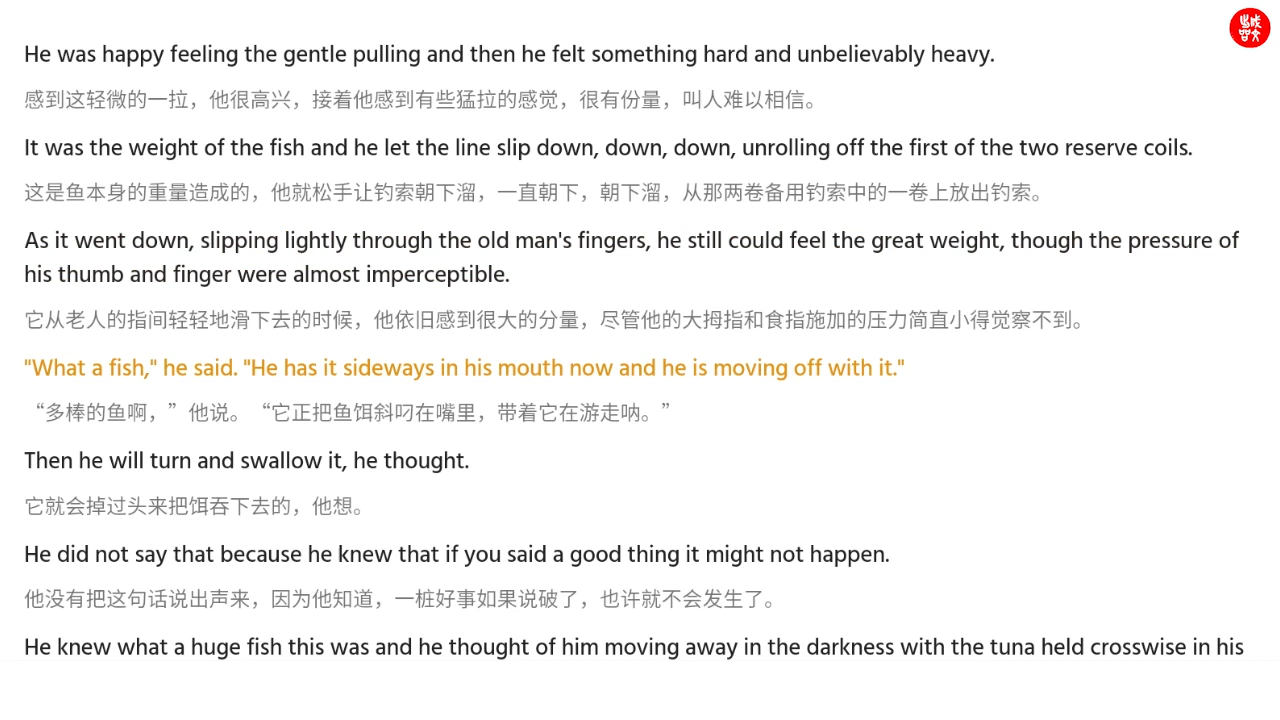 He was happy feeling the gentle pulling and then he felt something hard and unbelievably heavy.
感到这轻微的一拉，他很高兴，接着他感到有些猛拉的感觉，很有份量，叫人难以相信。
It was the weight of the fish and he let the line slip down, down, down, unrolling off the first of the two reserve coils.
这是鱼本身的重量造成的，他就松手让钓索朝下溜，一直朝下，朝下溜，从那两卷备用钓索中的一卷上放出钓索。
As it went down, slipping lightly through the old man's fingers, he still could feel the great weight, though the pressure of
his thumb and finger were almost imperceptible.
它从老人的指间轻轻地滑下去的时候，他依旧感到很大的分量，尽管他的大拇指和食指施加的压力简直小得觉察不到。
"What a fish," he said. "He has it sideways in his mouth now and he is moving off with it."
“多棒的鱼啊，”他说。“它正把鱼饵斜叼在嘴里，带着它在游走呐。”
Then he will turn and swallow it, he thought.
它就会掉过头来把饵吞下去的，他想。
He did not say that because he knew that if you said a good thing it might not happen.
他没有把这句话说出声来，因为他知道，一桩好事如果说破了，也许就不会发生了。
He knew what a huge fish this was and he thought of him moving away in the darkness with the tuna held crosswise in his